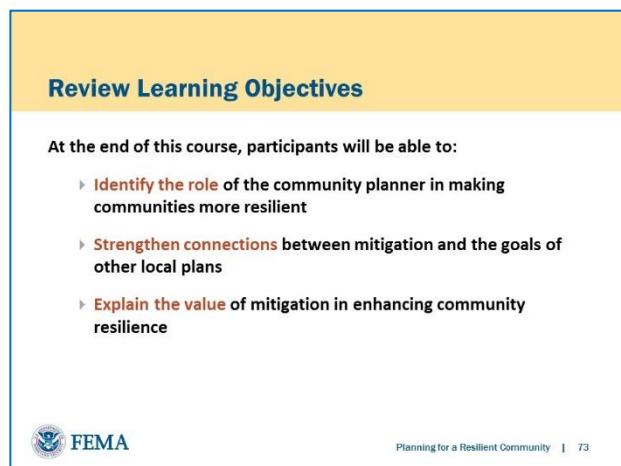 Review Learning Objectives
At the end of this course, participants will be able to:
Identify the role of the community planner in making
communities more resilient
Strengthen connections between mitigation and the goals of
other local plans
Explain the value of mitigation in enhancing community
resilience
FEMA
Planning for a Resilient Community | 73